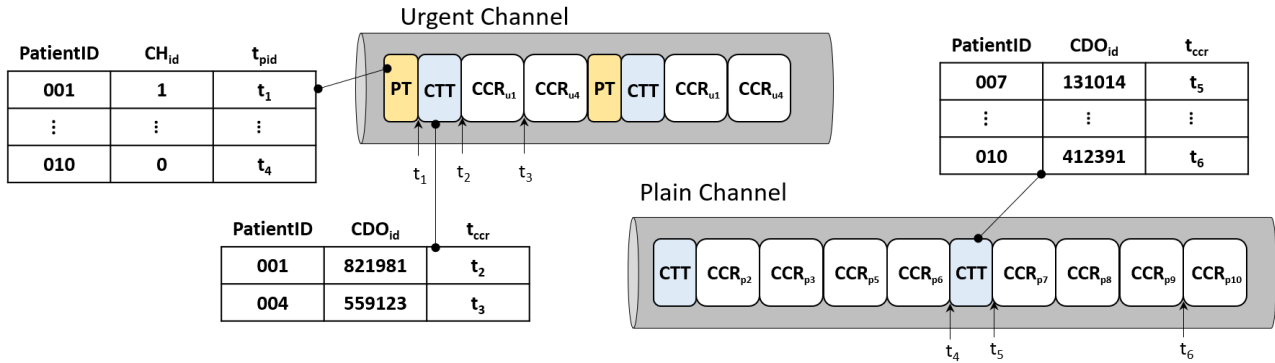 Urgent Channel
PatientID CH_id t_pid
001 1 t_1
⋮ ⋮ ⋮
010 0 t_4
PT CTT CCR_u1 CCR_u4 PT CTT CCR_u1 CCR_u4
t_1 t_2 t_3
PatientID CDO_id t_ccr
007 131014 t_5
⋮ ⋮ ⋮
010 412391 t_6
PatientID CDO_id t_ccr
001 821981 t_2
004 559123 t_3
Plain Channel
CTT CCR_p2 CCR_p3 CCR_p5 CCR_p6 CTT CCR_p7 CCR_p8 CCR_p9 CCR_p10
t_4 t_5 t_6